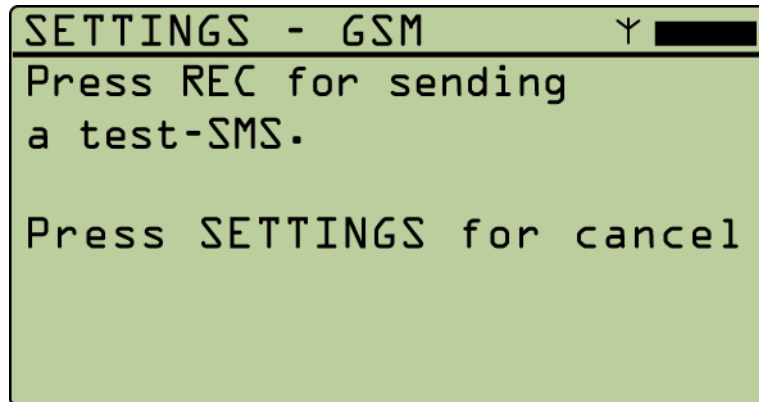 SETTINGS - GSM
Press REC for sending
a test-SMS.
Press SETTINGS for cancel